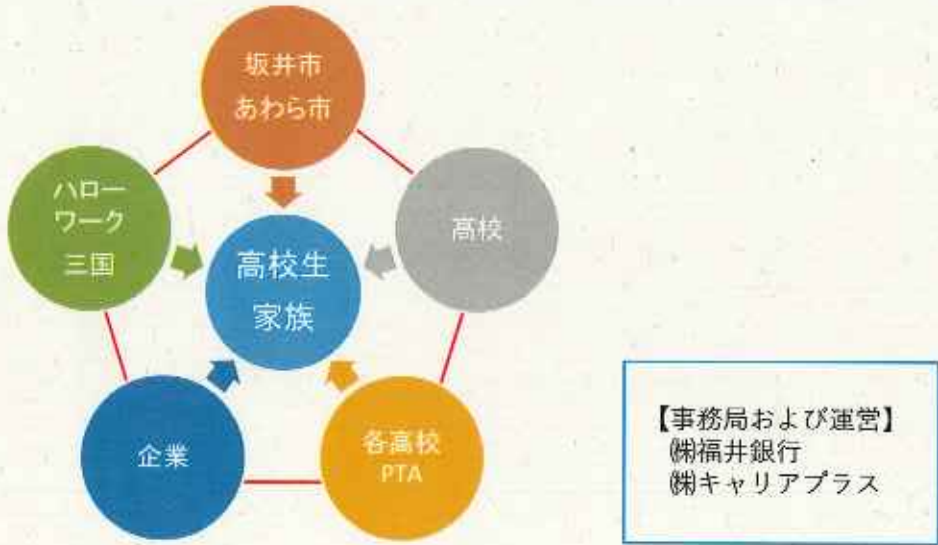 坂井市
あわら市
ハロー
ワーク
三国
高校
高校生
家族
企業
各高校
PTA
【事務局および運営】
㈱福井銀行
㈱キャリアプラス